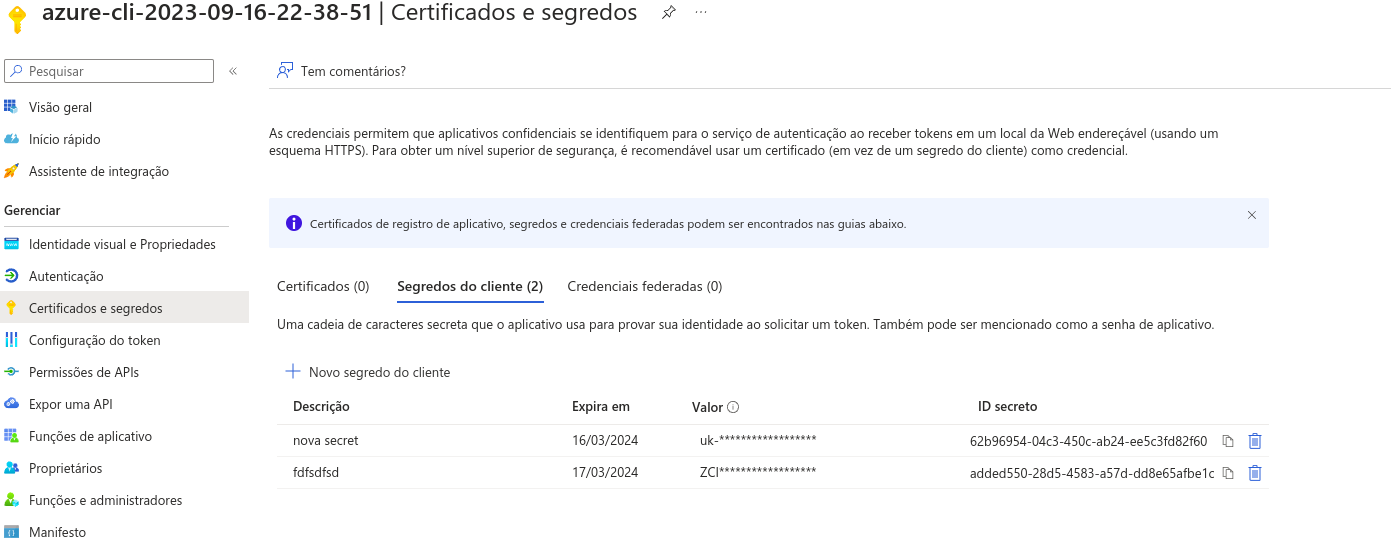 azure-cli-2023-09-16-22-38-51 | Certificados e segredos
Pesquisar
Visão geral
Início rápido
Assistente de integração
Gerenciar
Identidade visual e Propriedades
Autenticação
Certificados e segredos
Configuração do token
Permissões de APIs
Expor uma API
Funções de aplicativo
Proprietários
Funções e administradores
Manifesto
Tem comentários?
As credenciais permitem que aplicativos confidenciais se identifiquem para o serviço de autenticação ao receber tokens em um local da Web endereçável (usando um
esquema HTTPS). Para obter um nível superior de segurança, é recomendável usar um certificado (em vez de um segredo do cliente) como credencial.
Certificados de registro de aplicativo, segredos e credenciais federadas podem ser encontrados nas guias abaixo.
Certificados (0) Segredos do cliente (2) Credenciais federadas (0)
Uma cadeia de caracteres secreta que o aplicativo usa para provar sua identidade ao solicitar um token. Também pode ser mencionado como a senha de aplicativo.
Novo segredo do cliente
Descrição Expira em Valor ID secreto
nova secret 16/03/2024 uk-****************** 62b96954-04c3-450c-ab24-ee5c3fd82f60
fdfsdfsd 17/03/2024 ZCI****************** added550-28d5-4583-a57d-dd8e65afbe1c